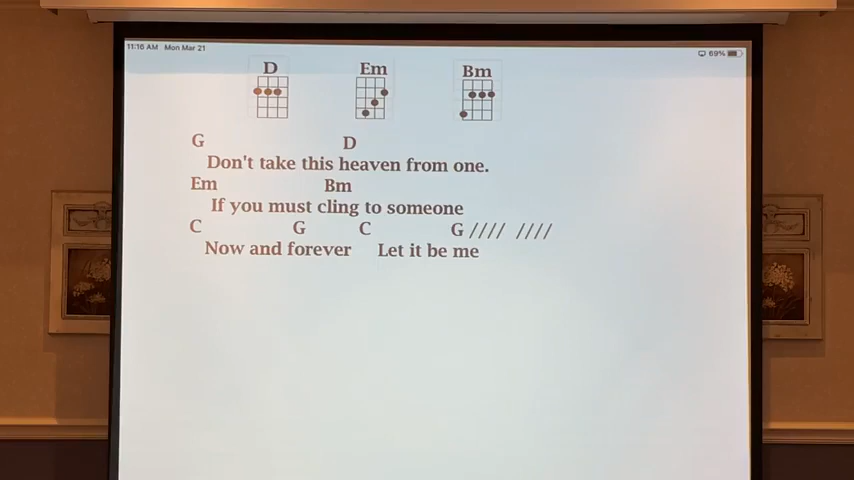 11:16 AM Mon Mar 21 69%
D Em Bm
G D
Don't take this heaven from one.
Em Bm
If you must cling to someone
C G C G //// ////
Now and forever Let it be me